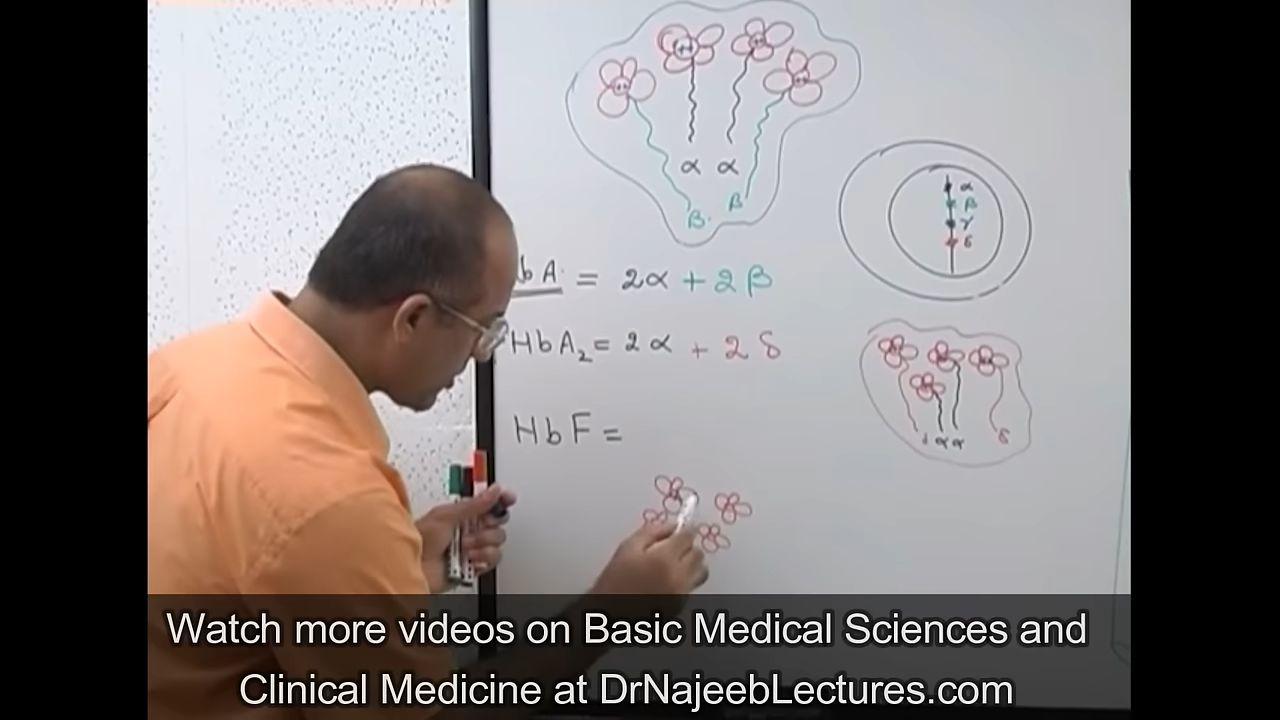 α α
β β
α
β
γ
δ
bA = 2α + 2β
HbA₂ = 2α + 2δ
HbF =
α α δ
Watch more videos on Basic Medical Sciences and
Clinical Medicine at DrNajeebLectures.com